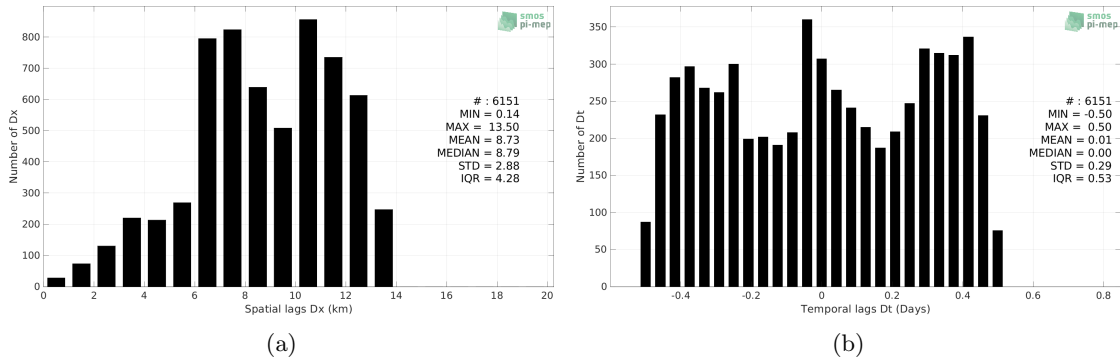 smos
pi-mep
800
700
600
500
400
300
200
100
0
Number of Dx
# : 6151
MIN = 0.14
MAX = 13.50
MEAN = 8.73
MEDIAN = 8.79
STD = 2.88
IQR = 4.28
0 2 4 6 8 10 12 14 16 18 20
Spatial lags Dx (km)
(a)
smos
pi-mep
350
300
250
200
150
100
50
0
Number of Dt
# : 6151
MIN = -0.50
MAX = 0.50
MEAN = 0.01
MEDIAN = 0.00
STD = 0.29
IQR = 0.53
-0.4 -0.2 0 0.2 0.4 0.6 0.8
Temporal lags Dt (Days)
(b)